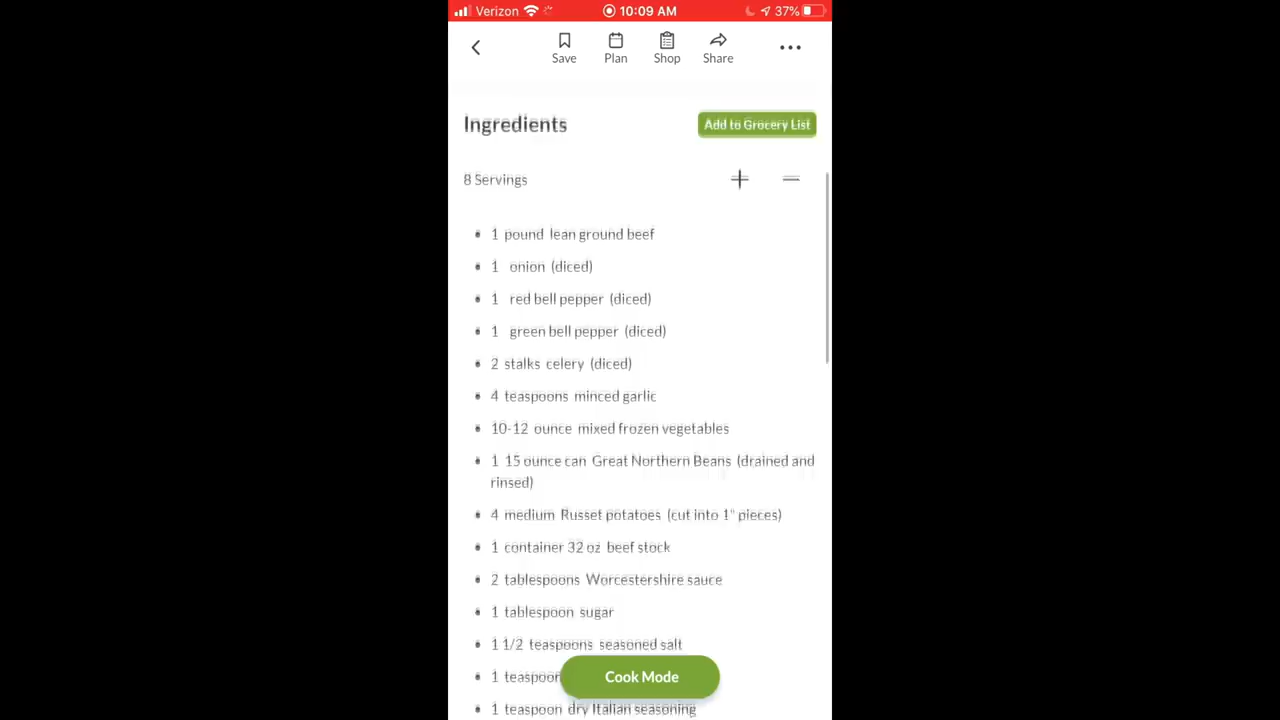 Verizon 10:09 AM 37%
Save Plan Shop Share
Ingredients Add to Grocery List
8 Servings + −
• 1 pound lean ground beef
• 1 onion (diced)
• 1 red bell pepper (diced)
• 1 green bell pepper (diced)
• 2 stalks celery (diced)
• 4 teaspoons minced garlic
• 10-12 ounce mixed frozen vegetables
• 1 15 ounce can Great Northern Beans (drained and
rinsed)
• 4 medium Russet potatoes (cut into 1" pieces)
• 1 container 32 oz beef stock
• 2 tablespoons Worcestershire sauce
• 1 tablespoon sugar
• 1 1/2 teaspoons seasoned salt
• 1 teaspoon
Cook Mode
• 1 teaspoon dry Italian seasoning